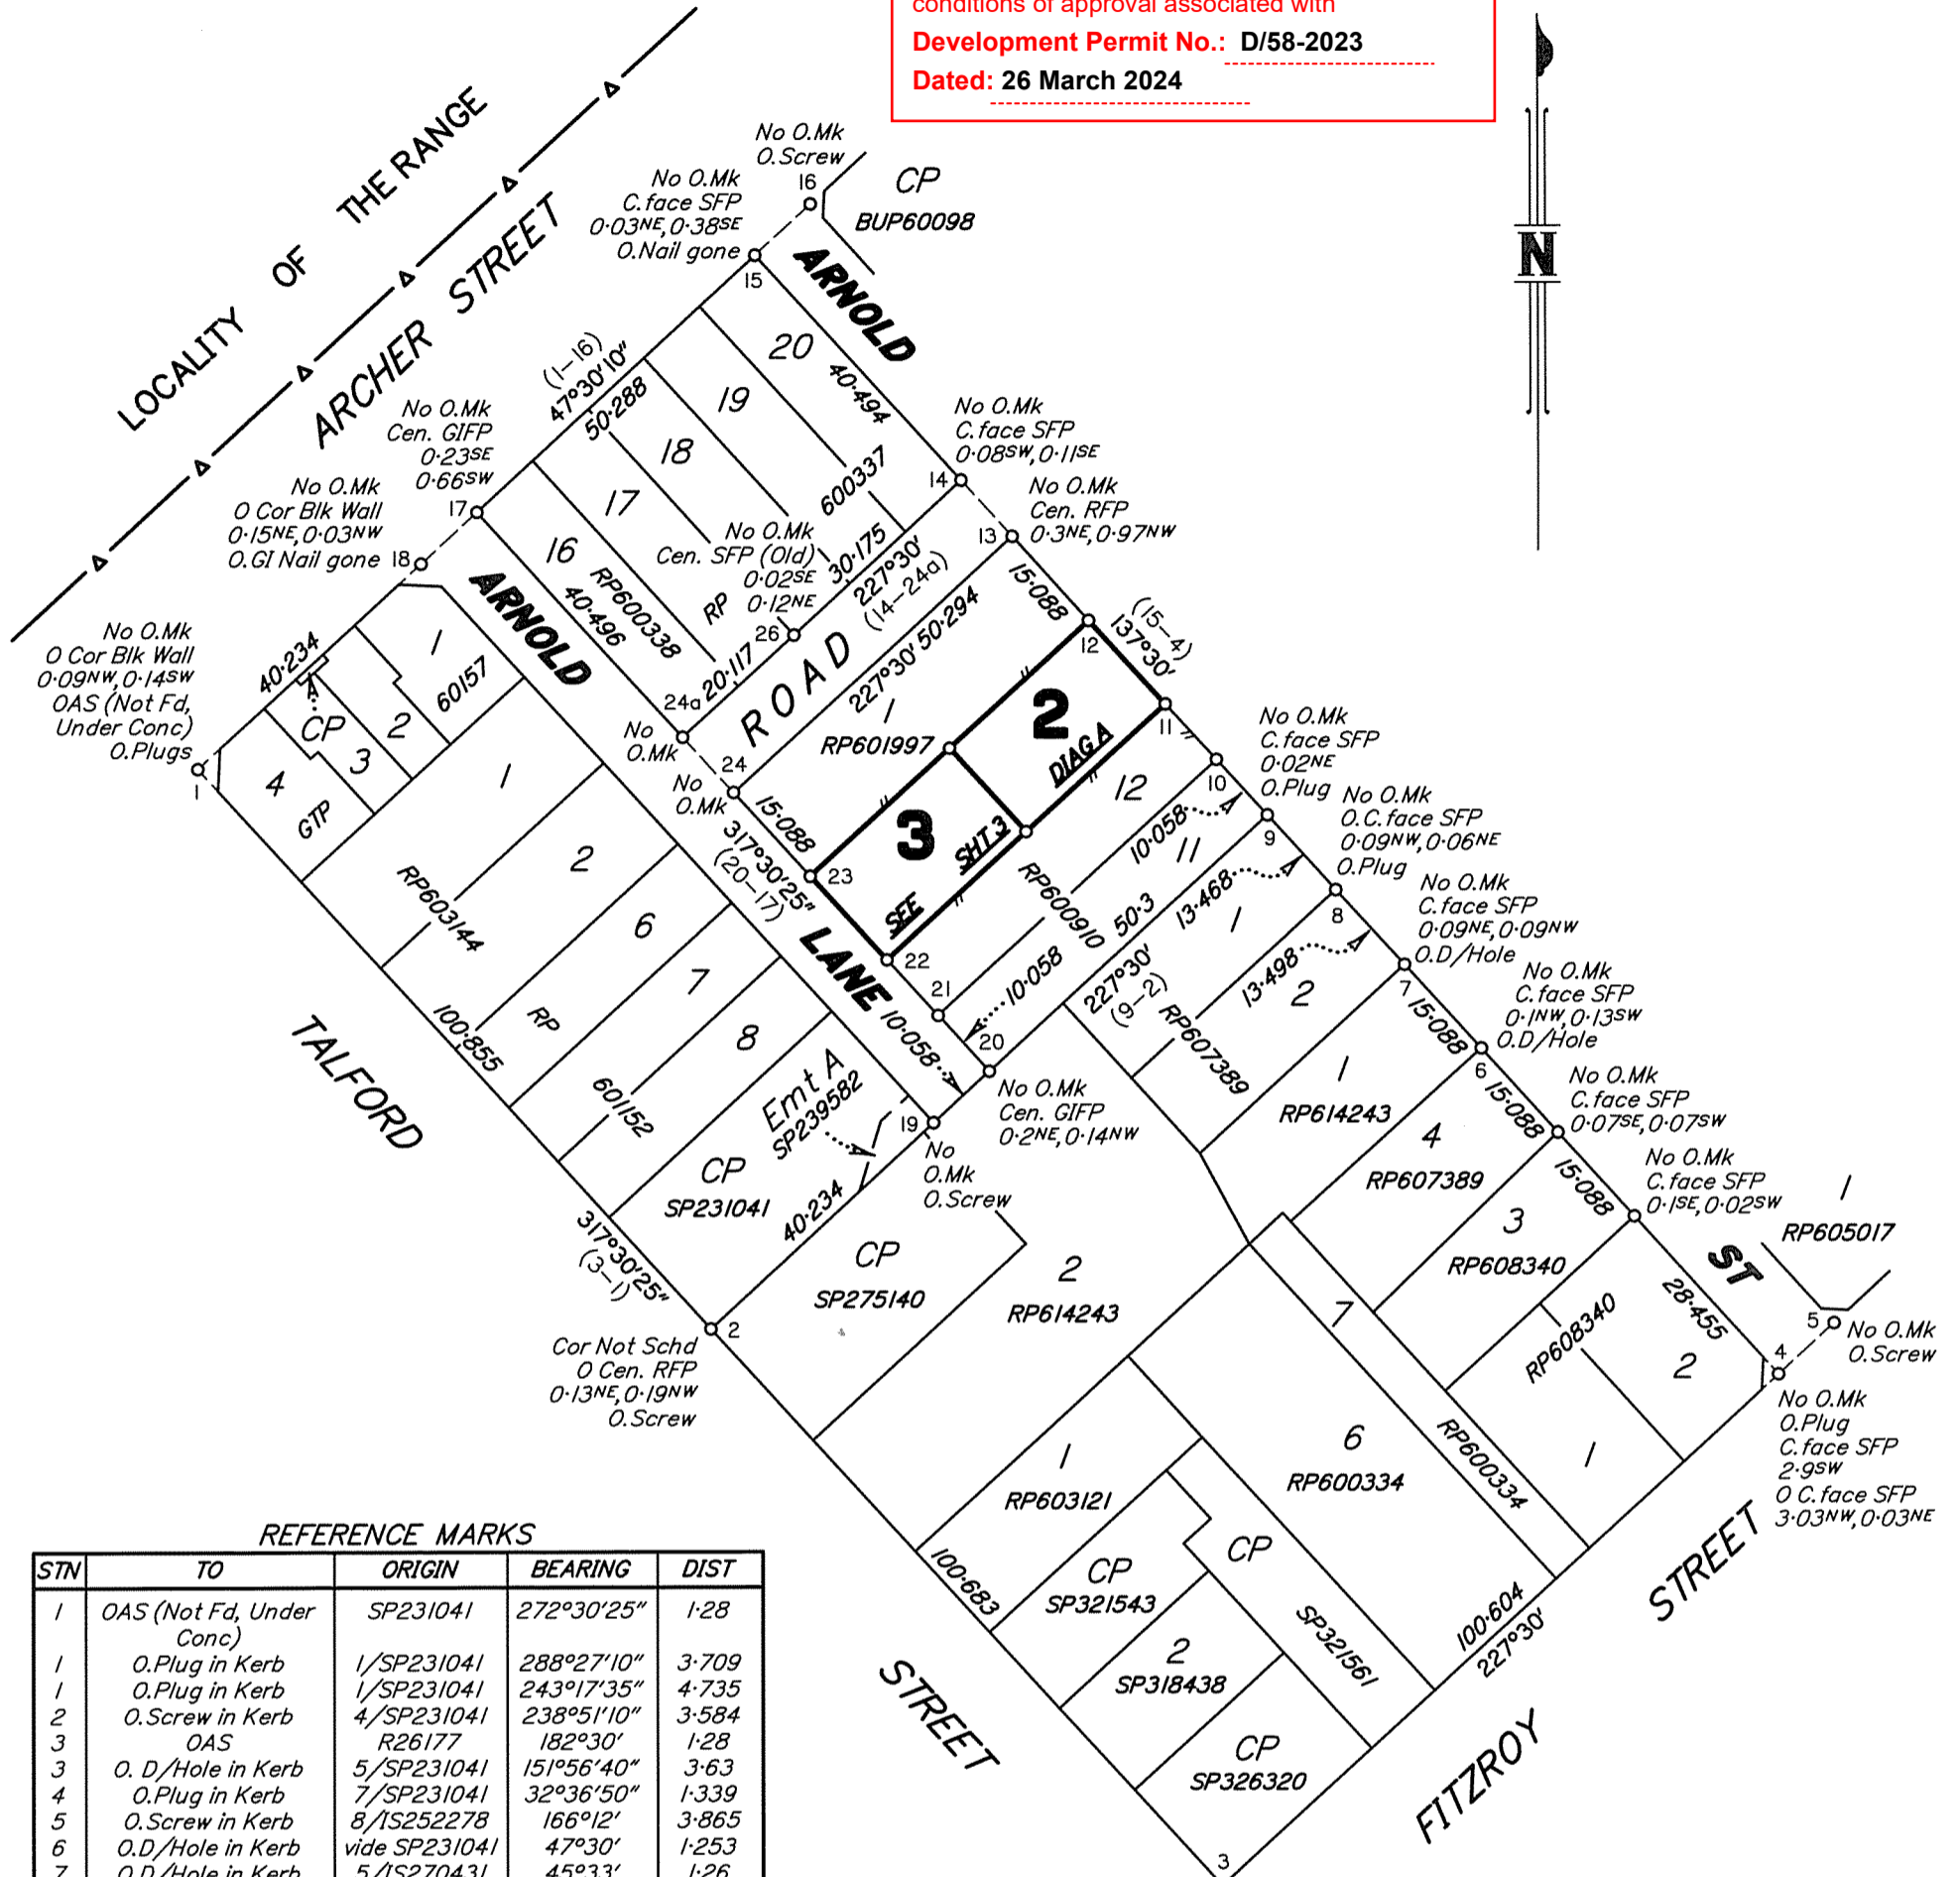 conditions of approval associated with
Development Permit No.: D/58-2023
Dated: 26 March 2024
N
LOCALITY OF THE RANGE
ARCHER STREET
No O.Mk
O.Screw
16
CP
BUP60098
No O.Mk
C.face SFP
0·03NE,0·38SE
O.Nail gone
15
ARNOLD
20
40·494
(1-16)
47°30'10"
50·288
19
18
17
600337
No O.Mk
Cen. GIFP
0·23SE
0·66SW
17
No O.Mk
O Cor Blk Wall
0·15NE,0·03NW
O.GI Nail gone
18
No O.Mk
C.face SFP
0·08SW,0·11SE
14
No O.Mk
Cen. RFP
0·3NE,0·97NW
13
16
RP600338
40·496
RP
No O.Mk
Cen. SFP (Old)
0·02SE
0·12NE
26
30·175
227°30'
(14-24a)
20·117
24a
ARNOLD
ROAD
227°30' 50·294
15·088
12
(15-4)
137°30'
No O.Mk
O Cor Blk Wall
0·09NW,0·14SW
OAS (Not Fd,
Under Conc)
O.Plugs
1
40·234
A
CP
1
60157
2
3
4
GTP
No
O.Mk
24
No
O.Mk
1
RP601997
2
DIAG A
11
15·088
317°30'25"
(20-17)
23
3
SEE
SHT 3
22
12
10
No O.Mk
C.face SFP
0·02NE
O.Plug
10·058
11
9
No O.Mk
O.C.face SFP
0·09NW,0·06NE
O.Plug
RP600910
50·3
13·468
1
8
No O.Mk
C.face SFP
0·09NE,0·09NW
O.D/Hole
10·058
21
20
227°30'
(9-2)
RP607389
13·498
2
7
No O.Mk
C.face SFP
0·1NW,0·13SW
O.D/Hole
1
2
RP603144
6
7
8
RP
601152
100·855
LANE
10·058
TALFORD
Emt A
SP239582
19
No
O.Mk
O.Screw
No O.Mk
Cen. GIFP
0·2NE,0·14NW
1
RP614243
15·088
6
No O.Mk
C.face SFP
0·07SE,0·07SW
15·088
4
RP607389
15·088
No O.Mk
C.face SFP
0·1SE,0·02SW
3
RP608340
1
RP605017
ST
28·455
5
No O.Mk
O.Screw
4
CP
SP231041
40·234
317°30'25"
(3-1)
2
Cor Not Schd
O Cen. RFP
0·13NE,0·19NW
O.Screw
CP
SP275140
2
RP614243
7
RP600334
RP608340
2
1
No O.Mk
O.Plug
C.face SFP
2·9SW
O C.face SFP
3·03NW,0·03NE
1
RP603121
6
RP600334
CP
SP321543
CP
SP321561
2
SP318438
CP
SP326320
100·683
100·604
227°30'
STREET
STREET
FITZROY
3
REFERENCE MARKS
STN TO ORIGIN BEARING DIST
1 OAS (Not Fd, Under Conc) SP231041 272°30'25" 1·28
1 O.Plug in Kerb 1/SP231041 288°27'10" 3·709
1 O.Plug in Kerb 1/SP231041 243°17'35" 4·735
2 O.Screw in Kerb 4/SP231041 238°51'10" 3·584
3 OAS R26177 182°30' 1·28
3 O. D/Hole in Kerb 5/SP231041 151°56'40" 3·63
4 O.Plug in Kerb 7/SP231041 32°36'50" 1·339
5 O.Screw in Kerb 8/IS252278 166°12' 3·865
6 O.D/Hole in Kerb vide SP231041 47°30' 1·253
7 O.D/Hole in Kerb 5/IS270431 45°33' 1·26